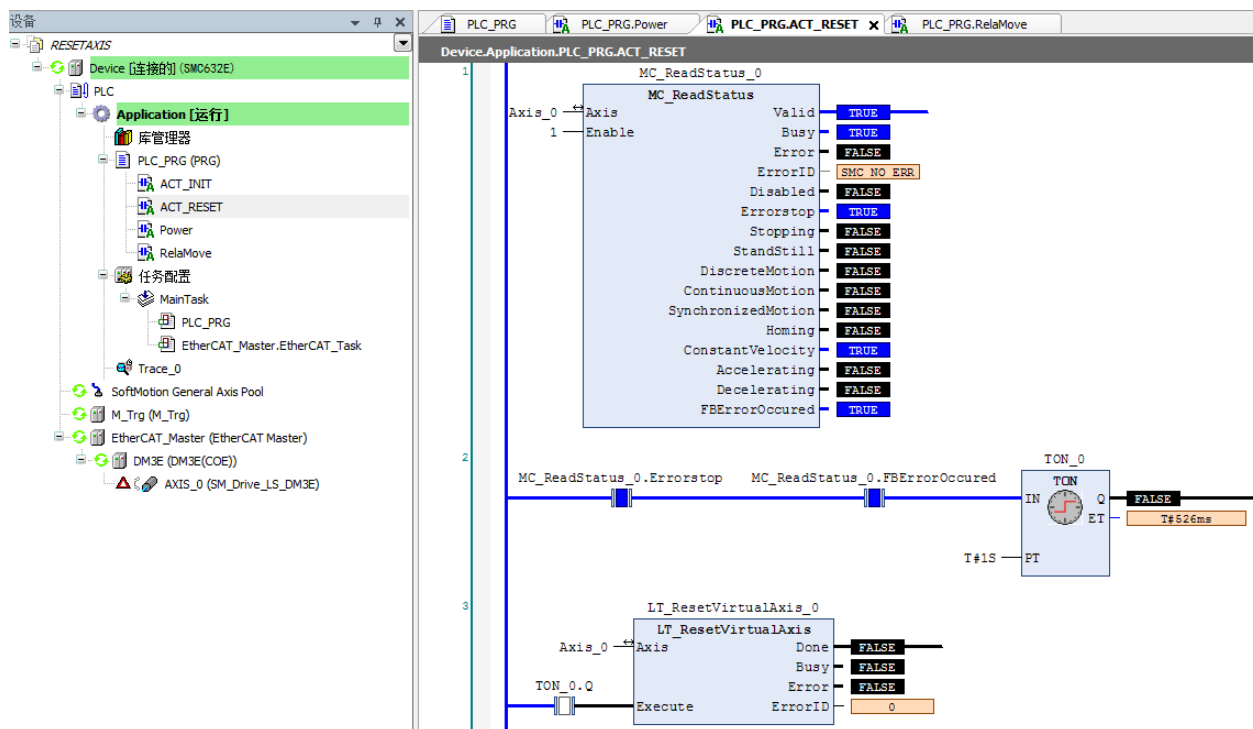 设备
RESETAXIS
Device [连接的] (SMC632E)
PLC
Application [运行]
库管理器
PLC_PRG (PRG)
ACT_INIT
ACT_RESET
Power
RelaMove
任务配置
MainTask
PLC_PRG
EtherCAT_Master.EtherCAT_Task
Trace_0
SoftMotion General Axis Pool
M_Trg (M_Trg)
EtherCAT_Master (EtherCAT Master)
DM3E (DM3E(COE))
AXIS_0 (SM_Drive_LS_DM3E)
PLC_PRG
PLC_PRG.Power
PLC_PRG.ACT_RESET
PLC_PRG.RelaMove
Device.Application.PLC_PRG.ACT_RESET
1
MC_ReadStatus_0
MC_ReadStatus
Axis_0 Axis Valid TRUE
1 Enable Busy TRUE
Error FALSE
ErrorID SMC_NO_ERR
Disabled FALSE
Errorstop TRUE
Stopping FALSE
StandStill FALSE
DiscreteMotion FALSE
ContinuousMotion FALSE
SynchronizedMotion FALSE
Homing FALSE
ConstantVelocity TRUE
Accelerating FALSE
Decelerating FALSE
FBErrorOccured TRUE
2
TON_0
MC_ReadStatus_0.Errorstop MC_ReadStatus_0.FBErrorOccured TON
IN Q FALSE
ET T#526ms
T#1S PT
3
LT_ResetVirtualAxis_0
LT_ResetVirtualAxis
Axis_0 Axis Done FALSE
Busy FALSE
TON_0.Q Error FALSE
Execute ErrorID 0